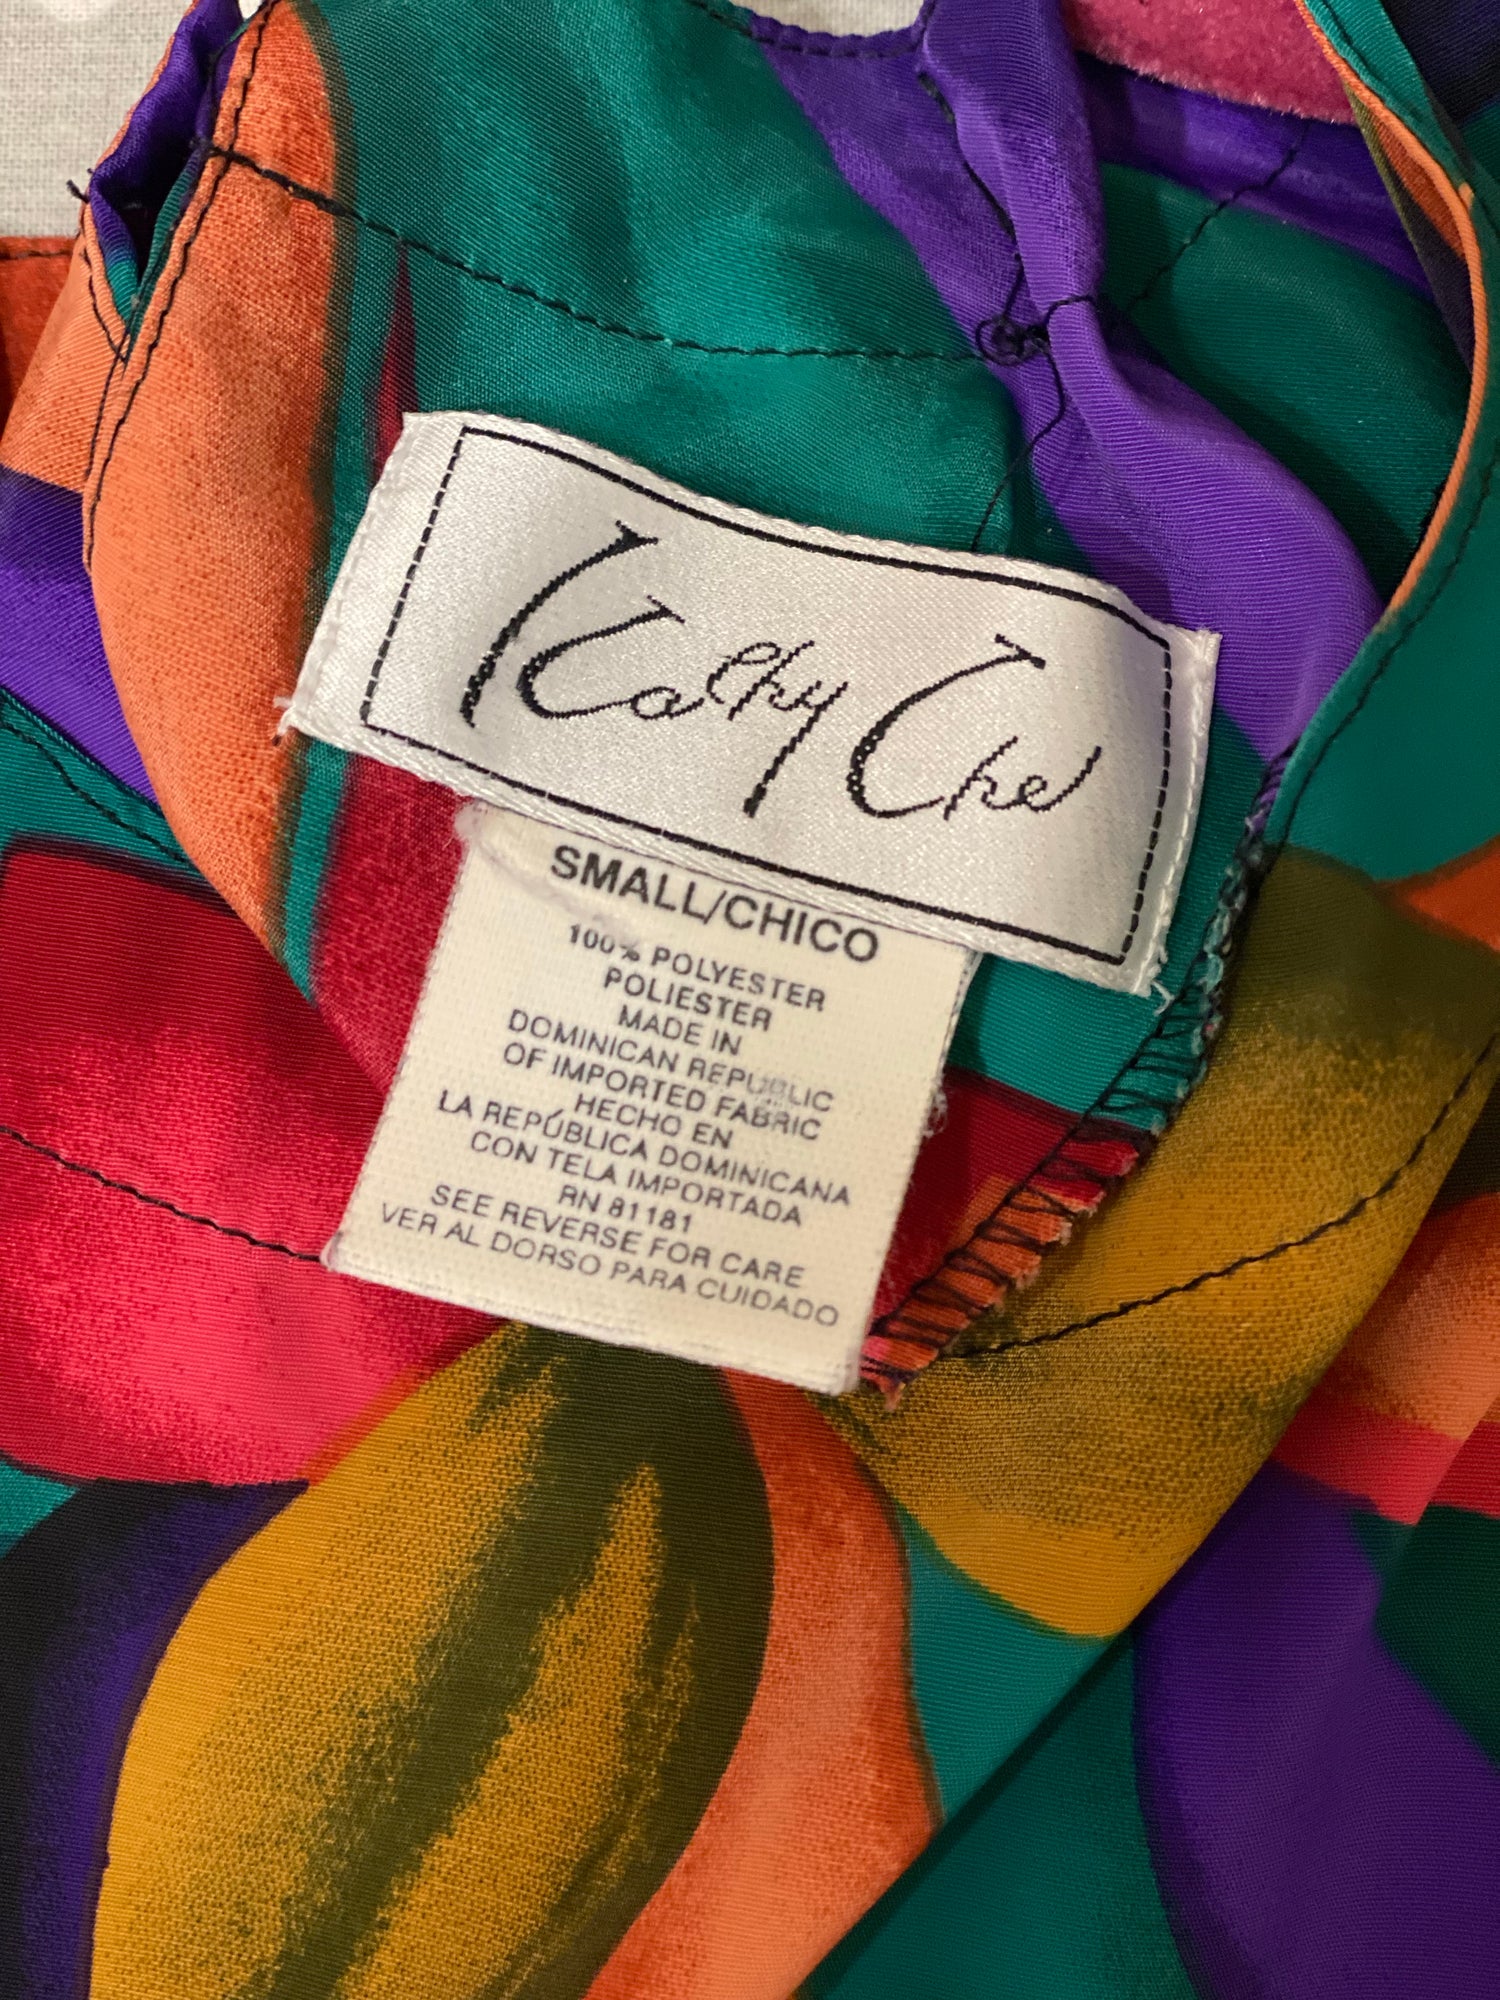 Kathy Che
SMALL/CHICO
100% POLYESTER
POLIESTER
MADE IN
DOMINICAN REPUBLIC
OF IMPORTED FABRIC
HECHO EN
LA REPÚBLICA DOMINICANA
CON TELA IMPORTADA
RN 81181
SEE REVERSE FOR CARE
VER AL DORSO PARA CUIDADO